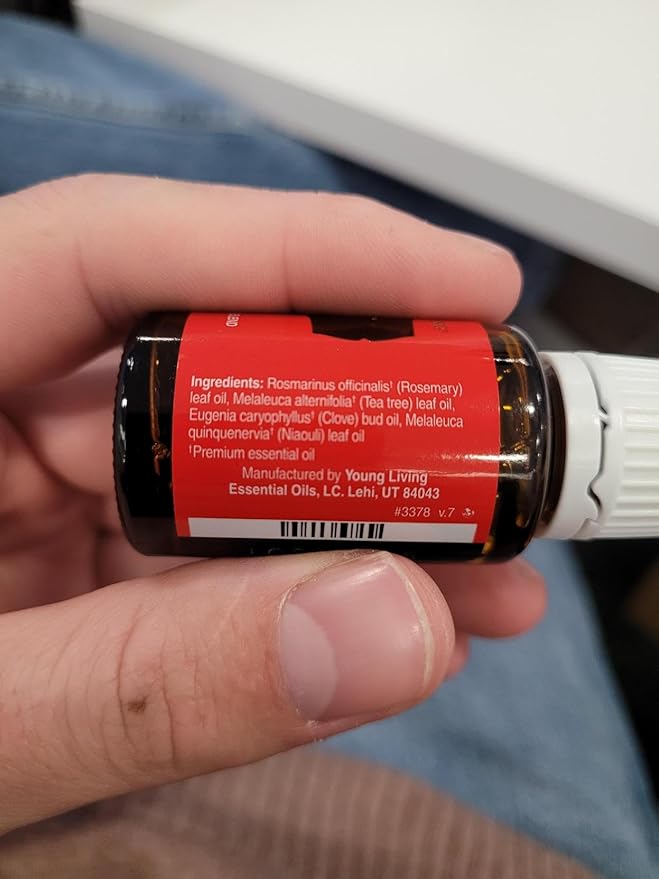 Ingredients: Rosmarinus officinalis† (Rosemary)
leaf oil, Melaleuca alternifolia† (Tea tree) leaf oil,
Eugenia caryophyllus† (Clove) bud oil, Melaleuca
quinquenervia† (Niaouli) leaf oil
†Premium essential oil
Manufactured by Young Living
Essential Oils, LC. Lehi, UT 84043
#3378 v.7